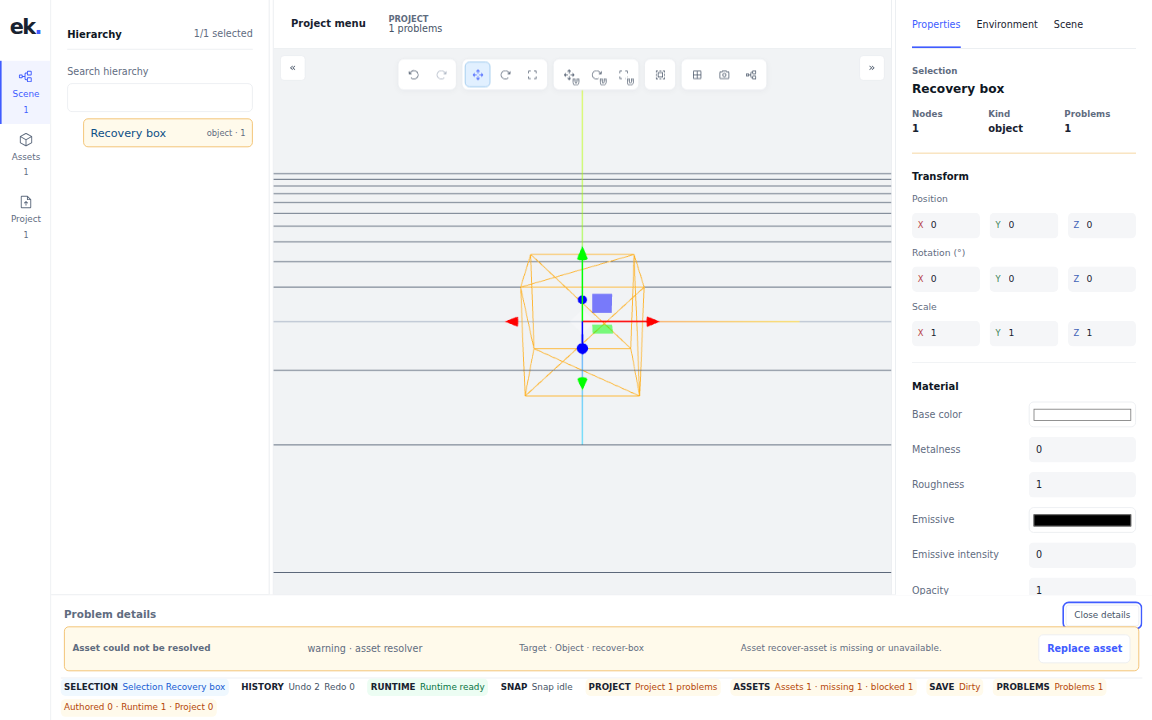 ek.
Scene
1
Assets
1
Project
1
Hierarchy
1/1 selected
Search hierarchy
Recovery box
object · 1
Project menu
PROJECT
1 problems
«
»
Properties
Environment
Scene
Selection
Recovery box
Nodes
Kind
Problems
1
object
1
Transform
Position
X 0
Y 0
Z 0
Rotation (°)
X 0
Y 0
Z 0
Scale
X 1
Y 1
Z 1
Material
Base color
Metalness
0
Roughness
1
Emissive
Emissive intensity
0
Opacity
1
Problem details
Close details
Asset could not be resolved
warning · asset resolver
Target · Object · recover-box
Asset recover-asset is missing or unavailable.
Replace asset
SELECTION Selection Recovery box
HISTORY Undo 2 Redo 0
RUNTIME Runtime ready
SNAP Snap idle
PROJECT Project 1 problems
ASSETS Assets 1 · missing 1 · blocked 1
SAVE Dirty
PROBLEMS Problems 1
Authored 0 · Runtime 1 · Project 0